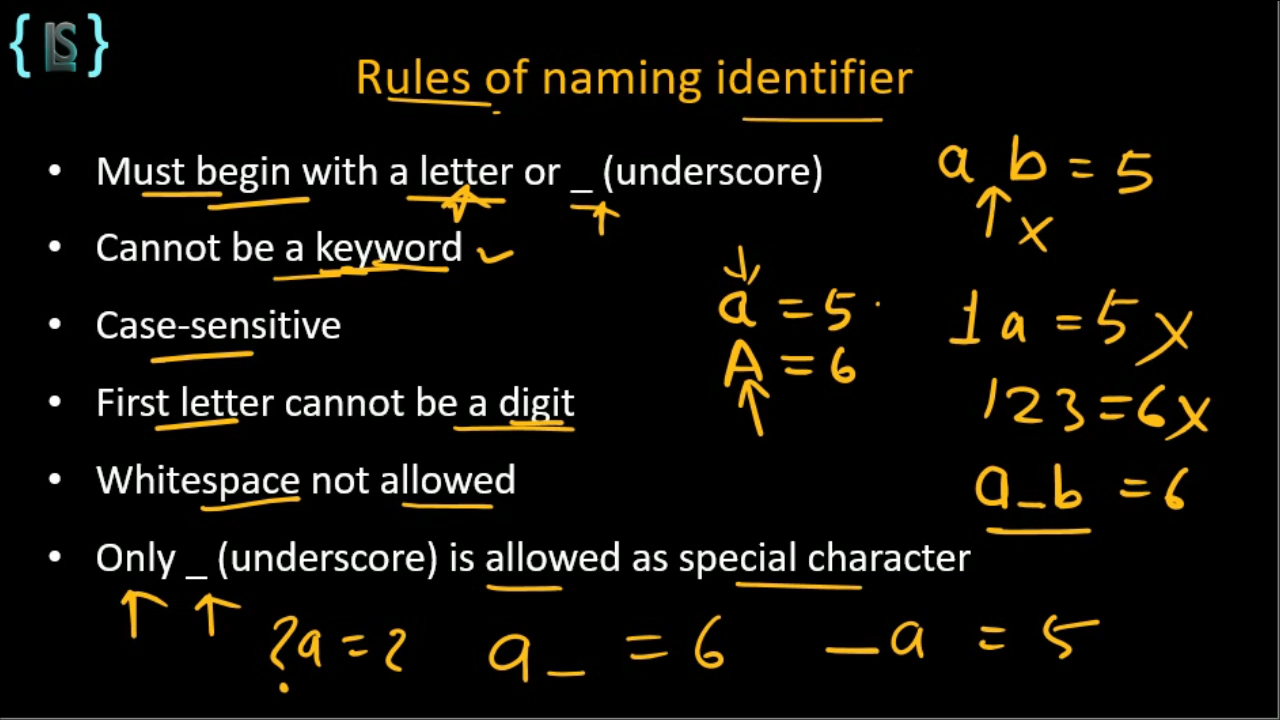 { LS }
Rules of naming identifier
• Must begin with a letter or _ (underscore)
a b = 5
x
• Cannot be a keyword
a = 5
• Case-sensitive
1a = 5 x
A = 6
• First letter cannot be a digit
123 = 6 x
• Whitespace not allowed
a_b = 6
• Only _ (underscore) is allowed as special character
?a = 2
a_ = 6
_a = 5